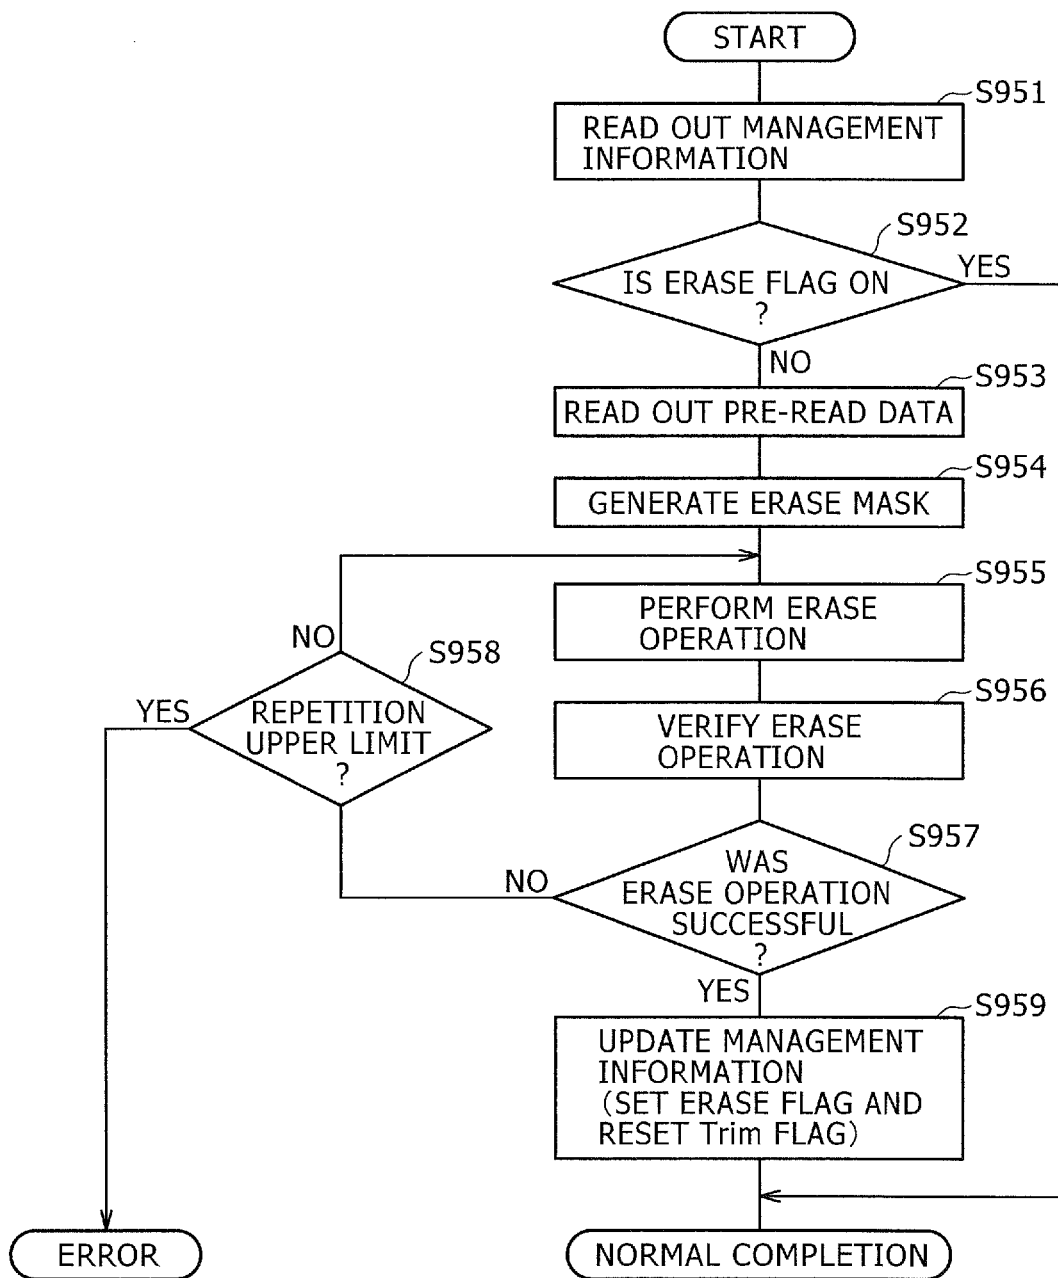 START
S951
READ OUT MANAGEMENT
INFORMATION
S952
IS ERASE FLAG ON
?
YES
NO
S953
READ OUT PRE-READ DATA
S954
GENERATE ERASE MASK
S955
PERFORM ERASE
OPERATION
NO
S958
YES
REPETITION
UPPER LIMIT
?
S956
VERIFY ERASE
OPERATION
S957
NO
WAS
ERASE OPERATION
SUCCESSFUL
?
YES
S959
UPDATE MANAGEMENT
INFORMATION
(SET ERASE FLAG AND
RESET Trim FLAG)
ERROR
NORMAL COMPLETION